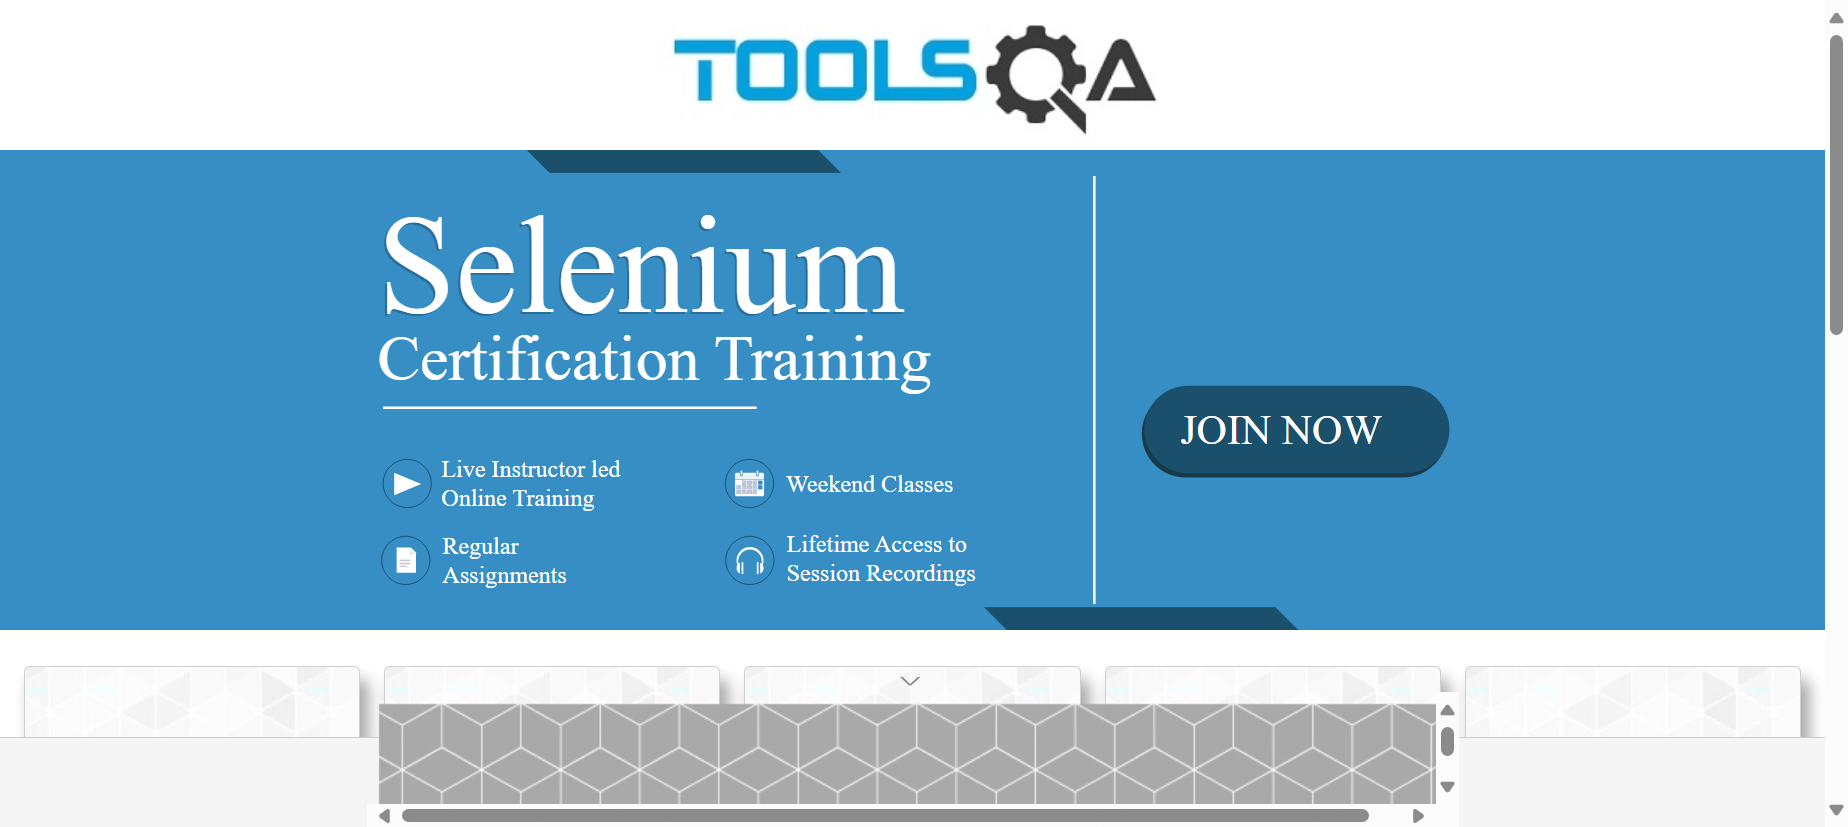 TOOLSQA
Selenium
Certification Training
JOIN NOW
Live Instructor led
Online Training
Weekend Classes
Regular
Assignments
Lifetime Access to
Session Recordings